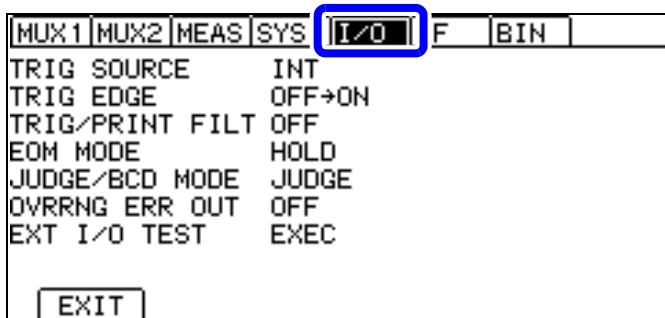 MUX1 MUX2 MEAS SYS I/O F BIN
TRIG SOURCE INT
TRIG EDGE OFF→ON
TRIG/PRINT FILT OFF
EOM MODE HOLD
JUDGE/BCD MODE JUDGE
OVRRNG ERR OUT OFF
EXT I/O TEST EXEC
EXIT